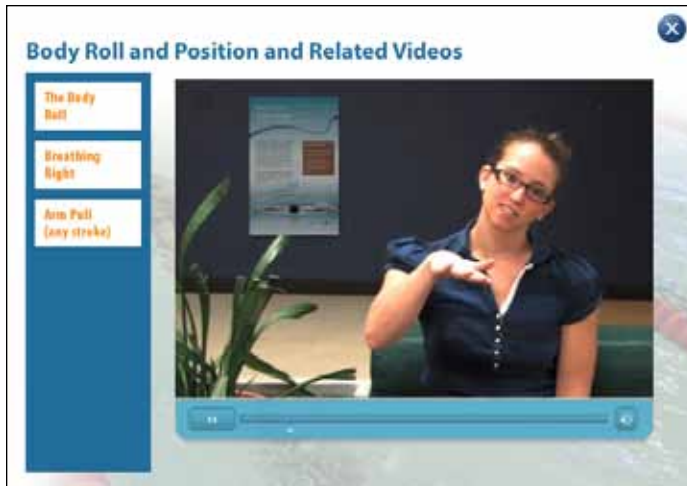 Body Roll and Position and Related Videos
The Body
Roll
Breathing
Right
Arm Pull
(any stroke)